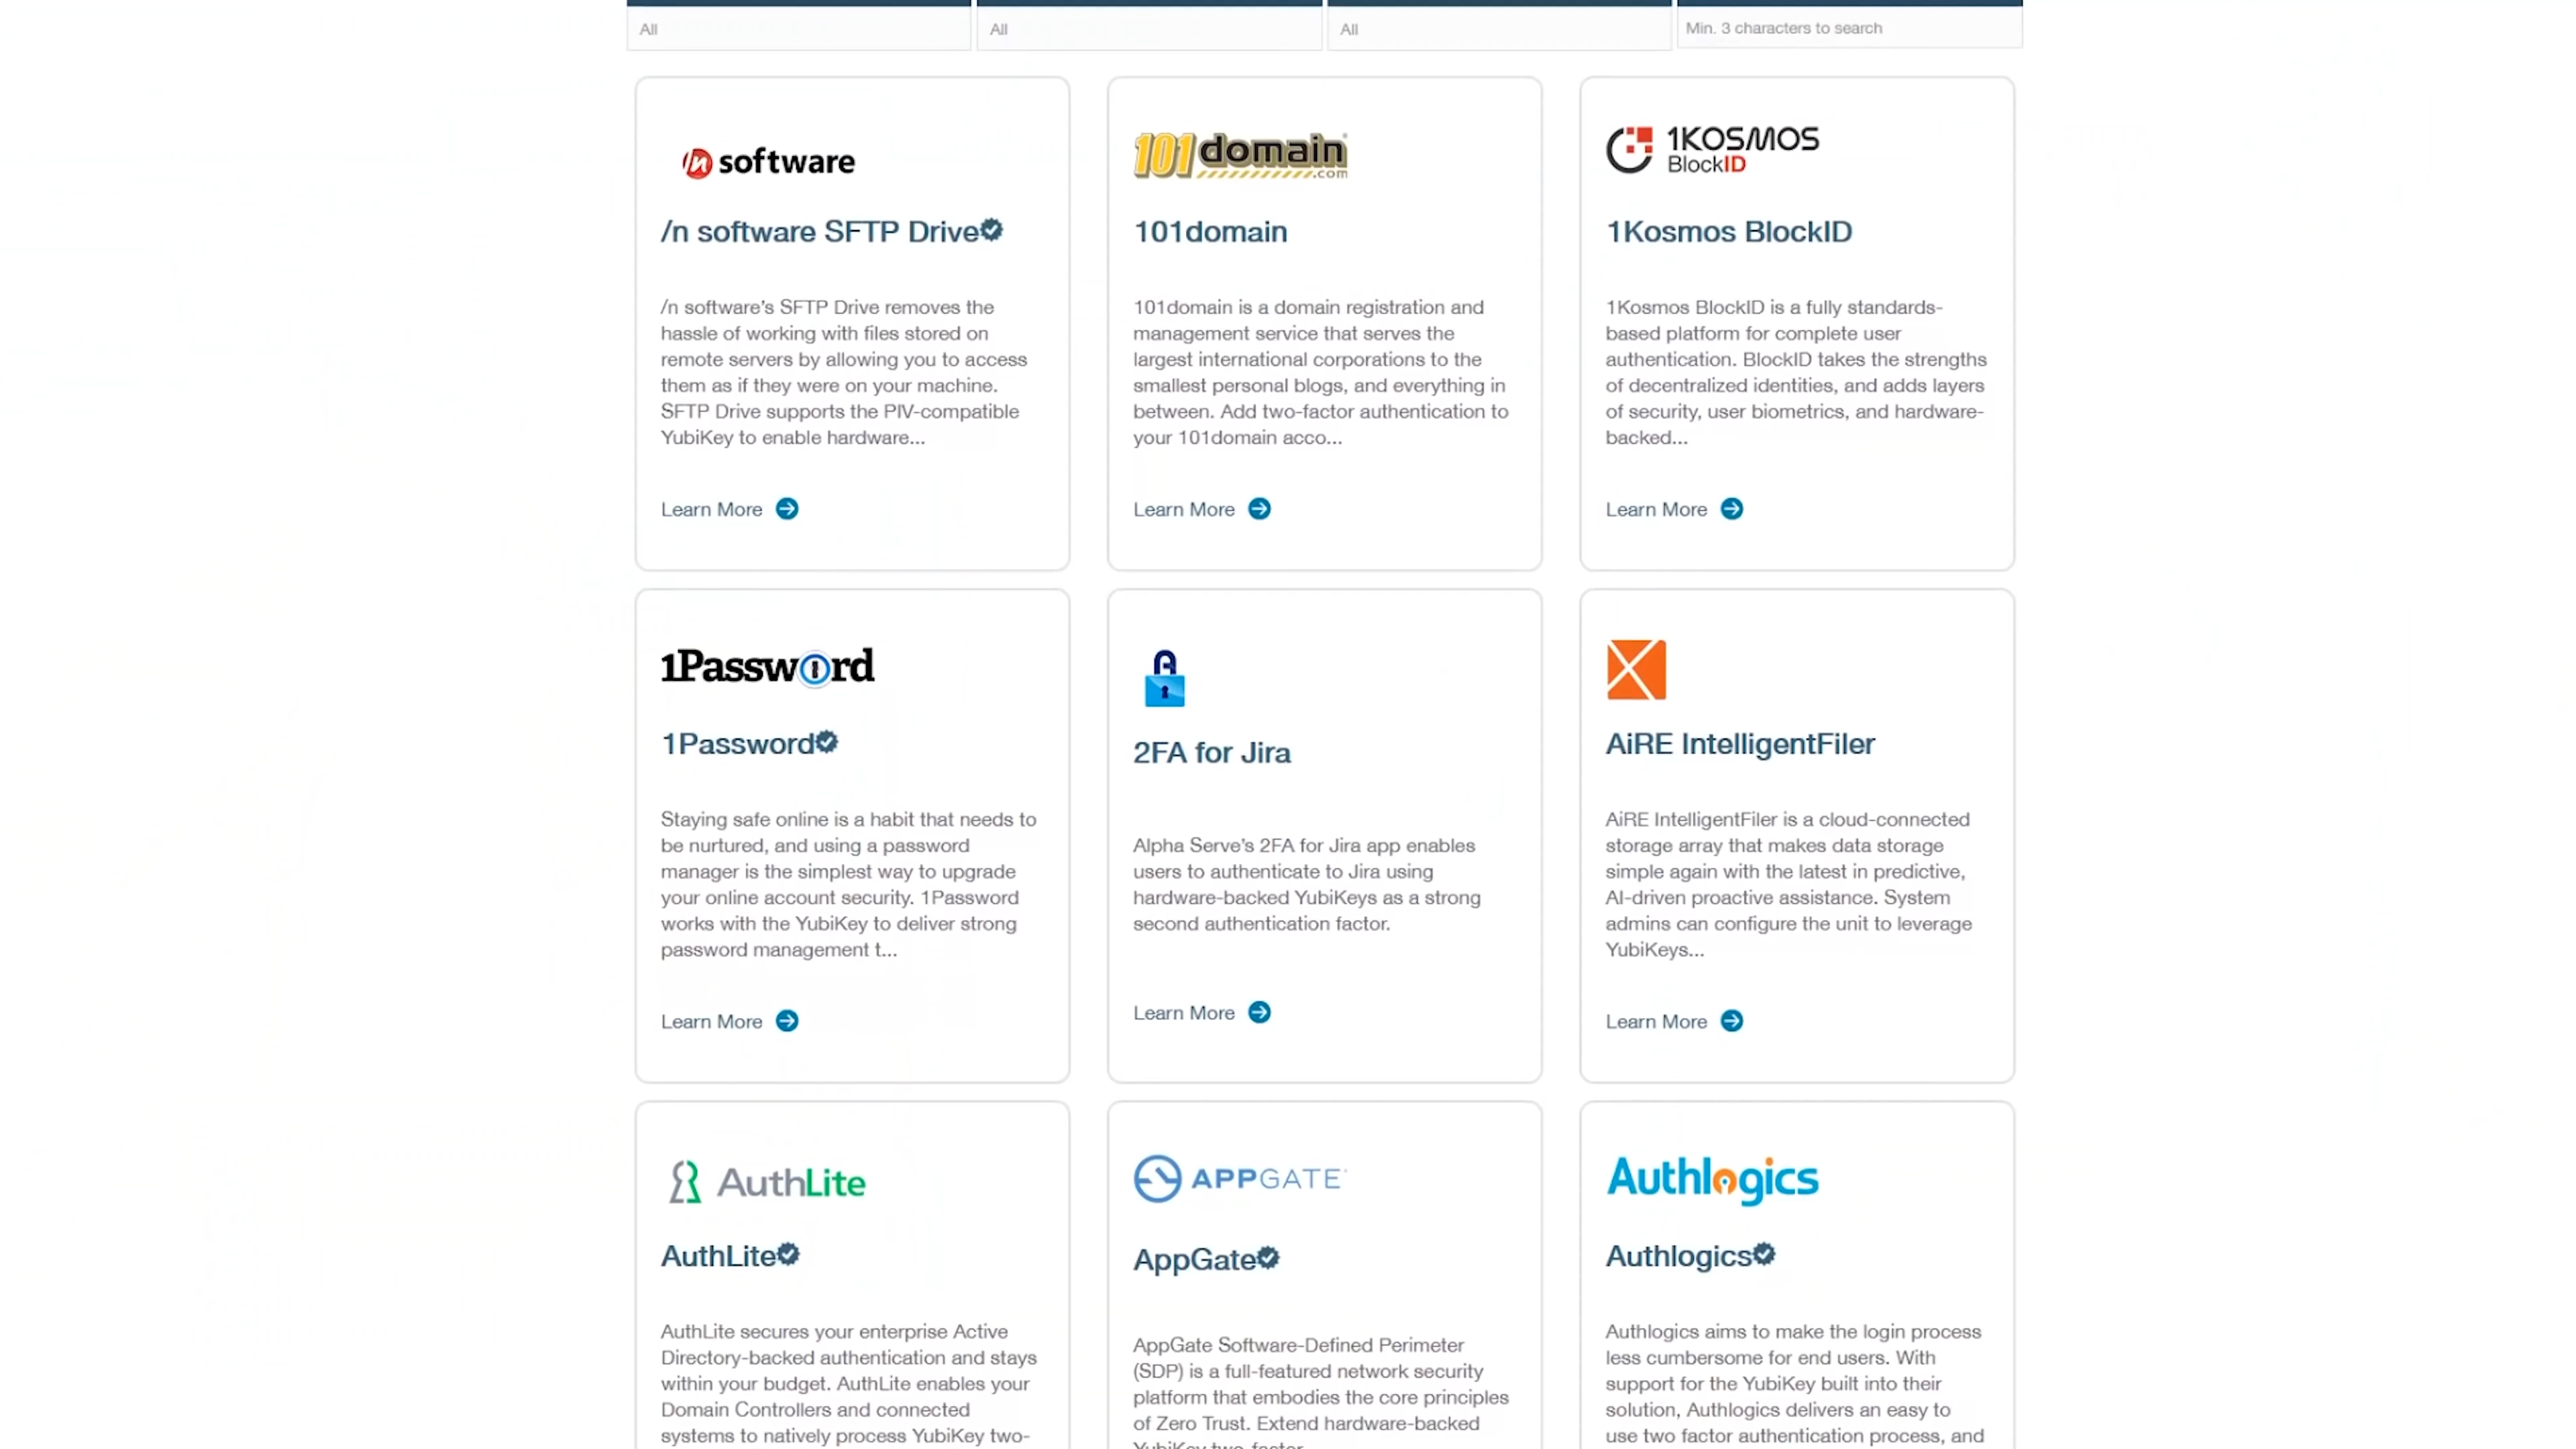 All
All
All
Min. 3 characters to search
software
/n software SFTP Drive
/n software’s SFTP Drive removes the
hassle of working with files stored on
remote servers by allowing you to access
them as if they were on your machine.
SFTP Drive supports the PIV-compatible
YubiKey to enable hardware...
Learn More
101domain
.com
101domain
101domain is a domain registration and
management service that serves the
largest international corporations to the
smallest personal blogs, and everything in
between. Add two-factor authentication to
your 101domain acco...
Learn More
1KOSMOS
BlockID
1Kosmos BlockID
1Kosmos BlockID is a fully standards-
based platform for complete user
authentication. BlockID takes the strengths
of decentralized identities, and adds layers
of security, user biometrics, and hardware-
backed...
Learn More
1Password
1Password
Staying safe online is a habit that needs to
be nurtured, and using a password
manager is the simplest way to upgrade
your online account security. 1Password
works with the YubiKey to deliver strong
password management t...
Learn More
2FA for Jira
Alpha Serve’s 2FA for Jira app enables
users to authenticate to Jira using
hardware-backed YubiKeys as a strong
second authentication factor.
Learn More
AiRE IntelligentFiler
AiRE IntelligentFiler is a cloud-connected
storage array that makes data storage
simple again with the latest in predictive,
AI-driven proactive assistance. System
admins can configure the unit to leverage
YubiKeys...
Learn More
AuthLite
AuthLite
AuthLite secures your enterprise Active
Directory-backed authentication and stays
within your budget. AuthLite enables your
Domain Controllers and connected
systems to natively process YubiKey two-
APPGATE
AppGate
AppGate Software-Defined Perimeter
(SDP) is a full-featured network security
platform that embodies the core principles
of Zero Trust. Extend hardware-backed
YubiKey two-factor
Authlogics
Authlogics
Authlogics aims to make the login process
less cumbersome for end users. With
support for the YubiKey built into their
solution, Authlogics delivers an easy to
use two factor authentication process, and